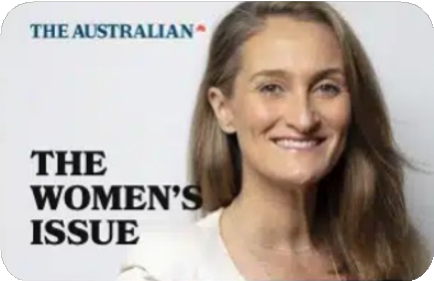 THE AUSTRALIAN
THE
WOMEN'S
ISSUE